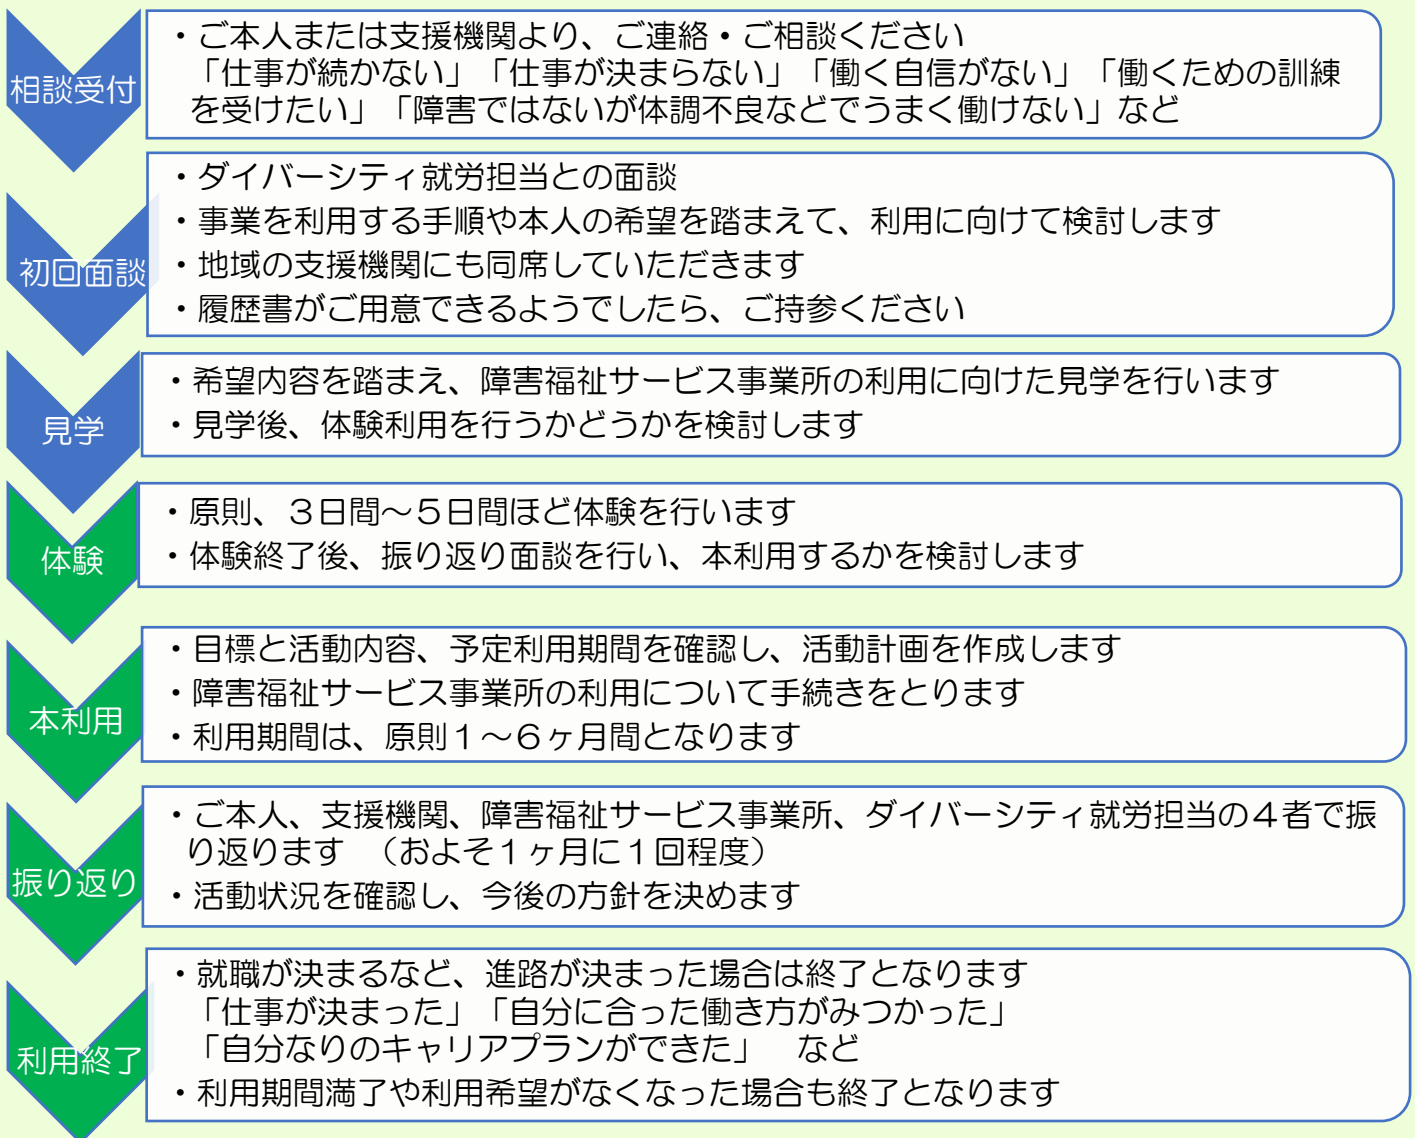 相談受付
・ご本人または支援機関より、ご連絡・ご相談ください
「仕事が続かない」「仕事が決まらない」「働く自信がない」「働くための訓練
を受けたい」「障害ではないが体調不良などでうまく働けない」など
初回面談
・ダイバーシティ就労担当との面談
・事業を利用する手順や本人の希望を踏まえて、利用に向けて検討します
・地域の支援機関にも同席していただきます
・履歴書がご用意できるようでしたら、ご持参ください
見学
・希望内容を踏まえ、障害福祉サービス事業所の利用に向けた見学を行います
・見学後、体験利用を行うかどうかを検討します
体験
・原則、３日間～５日間ほど体験を行います
・体験終了後、振り返り面談を行い、本利用するかを検討します
本利用
・目標と活動内容、予定利用期間を確認し、活動計画を作成します
・障害福祉サービス事業所の利用について手続きをとります
・利用期間は、原則１～６ヶ月間となります
振り返り
・ご本人、支援機関、障害福祉サービス事業所、ダイバーシティ就労担当の４者で振
り返ります　（およそ１ヶ月に１回程度）
・活動状況を確認し、今後の方針を決めます
利用終了
・就職が決まるなど、進路が決まった場合は終了となります
「仕事が決まった」「自分に合った働き方がみつかった」
「自分なりのキャリアプランができた」　など
・利用期間満了や利用希望がなくなった場合も終了となります